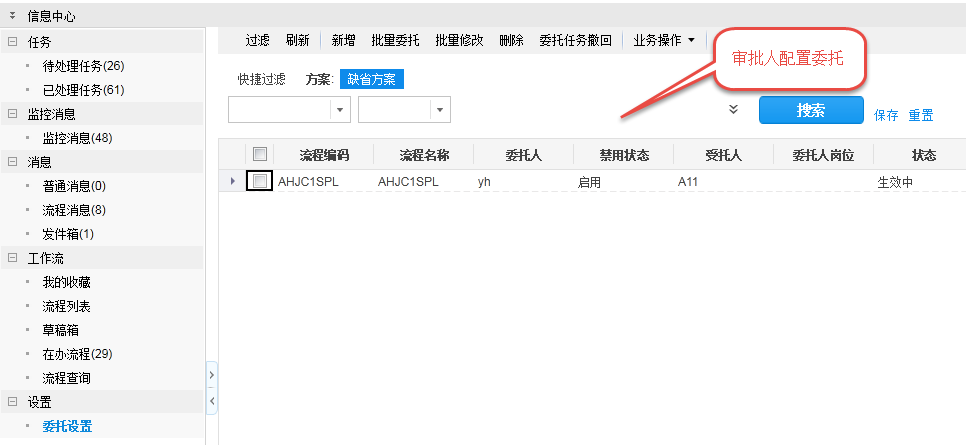 信息中心
任务
待处理任务(26)
已处理任务(61)
监控消息
监控消息(48)
消息
普通消息(0)
流程消息(8)
发件箱(1)
工作流
我的收藏
流程列表
草稿箱
在办流程(29)
流程查询
设置
委托设置
过滤 刷新 新增 批量委托 批量修改 删除 委托任务撤回 业务操作
审批人配置委托
快捷过滤 方案: 缺省方案
搜索 保存 重置
流程编码 流程名称 委托人 禁用状态 受托人 委托人岗位 状态
AHJC1SPL AHJC1SPL yh 启用 A11 生效中